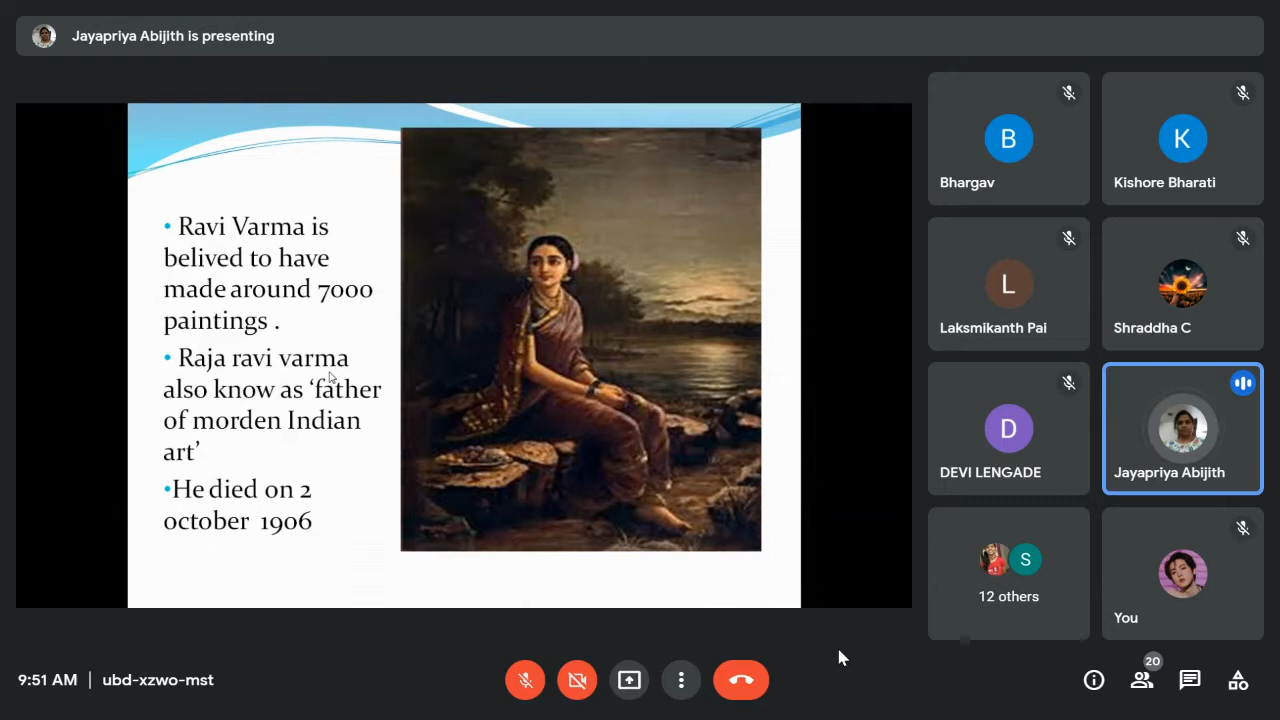 Jayapriya Abijith is presenting
• Ravi Varma is
belived to have
made around 7000
paintings .
• Raja ravi varma
also know as ‘father
of morden Indian
art’
•He died on 2
october 1906
B
Bhargav
K
Kishore Bharati
L
Laksmikanth Pai
Shraddha C
D
DEVI LENGADE
Jayapriya Abijith
S
12 others
You
9:51 AM | ubd-xzwo-mst
20